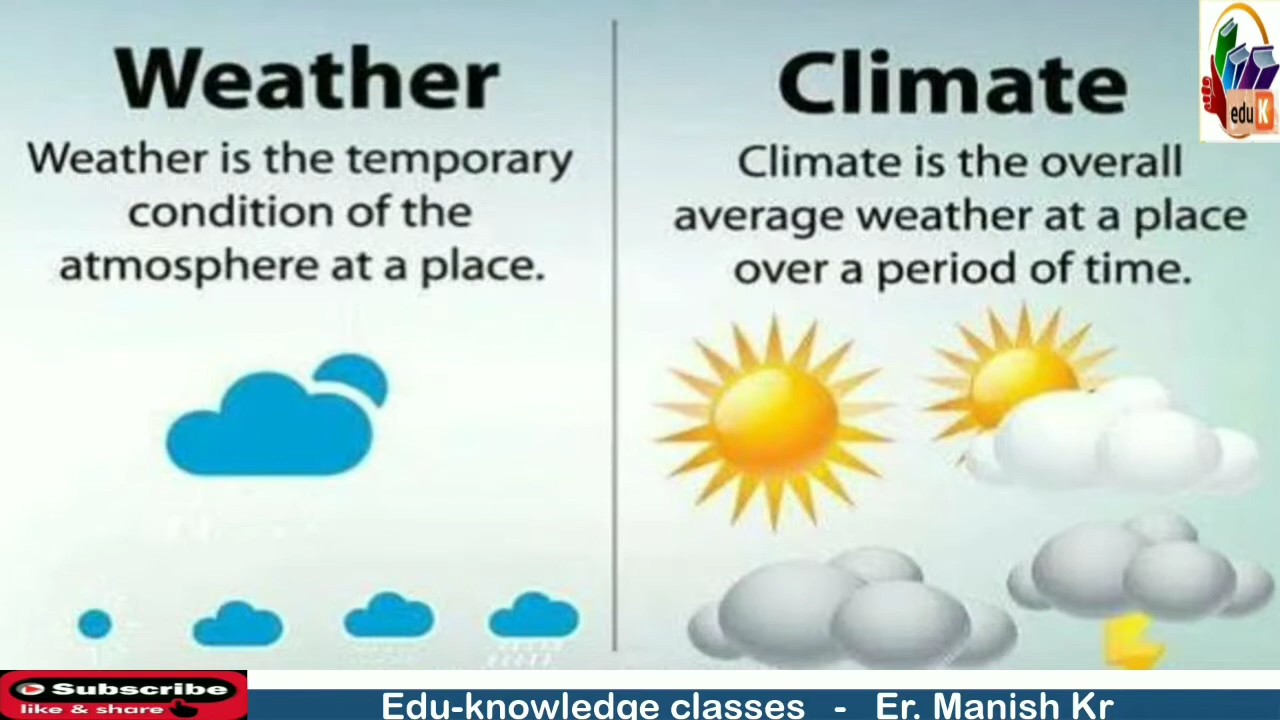 Weather
Weather is the temporary
condition of the
atmosphere at a place.
Climate
Climate is the overall
average weather at a place
over a period of time.
edu K
Subscribe
like & share
Edu-knowledge classes - Er. Manish Kr